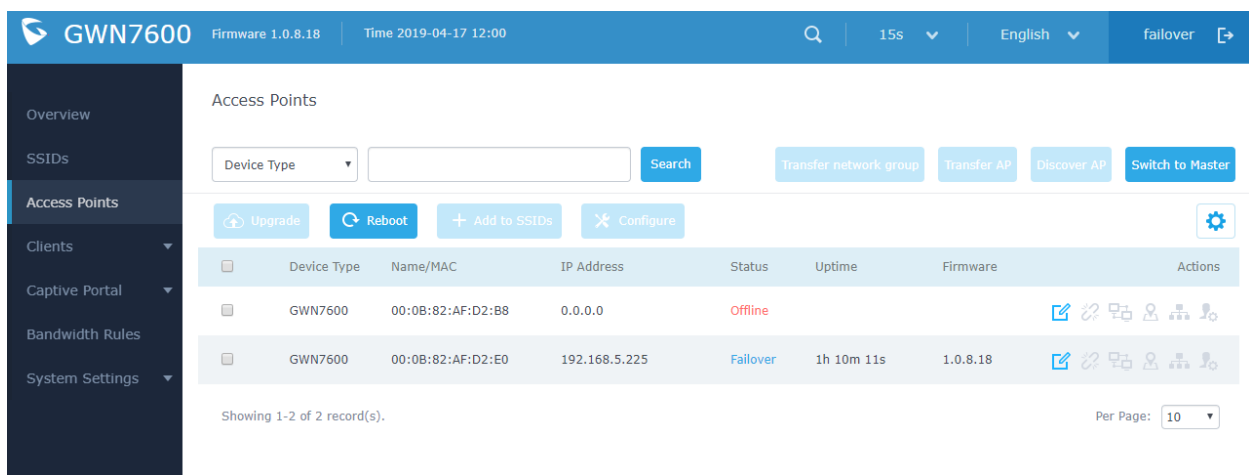 GWN7600 Firmware 1.0.8.18 Time 2019-04-17 12:00 15s English failover
Overview
SSIDs
Access Points
Clients
Captive Portal
Bandwidth Rules
System Settings
Access Points
Device Type Search Transfer network group Transfer AP Discover AP Switch to Master
Upgrade Reboot Add to SSIDs Configure
Device Type Name/MAC IP Address Status Uptime Firmware Actions
GWN7600 00:0B:82:AF:D2:B8 0.0.0.0 Offline
GWN7600 00:0B:82:AF:D2:E0 192.168.5.225 Failover 1h 10m 11s 1.0.8.18
Showing 1-2 of 2 record(s). Per Page: 10